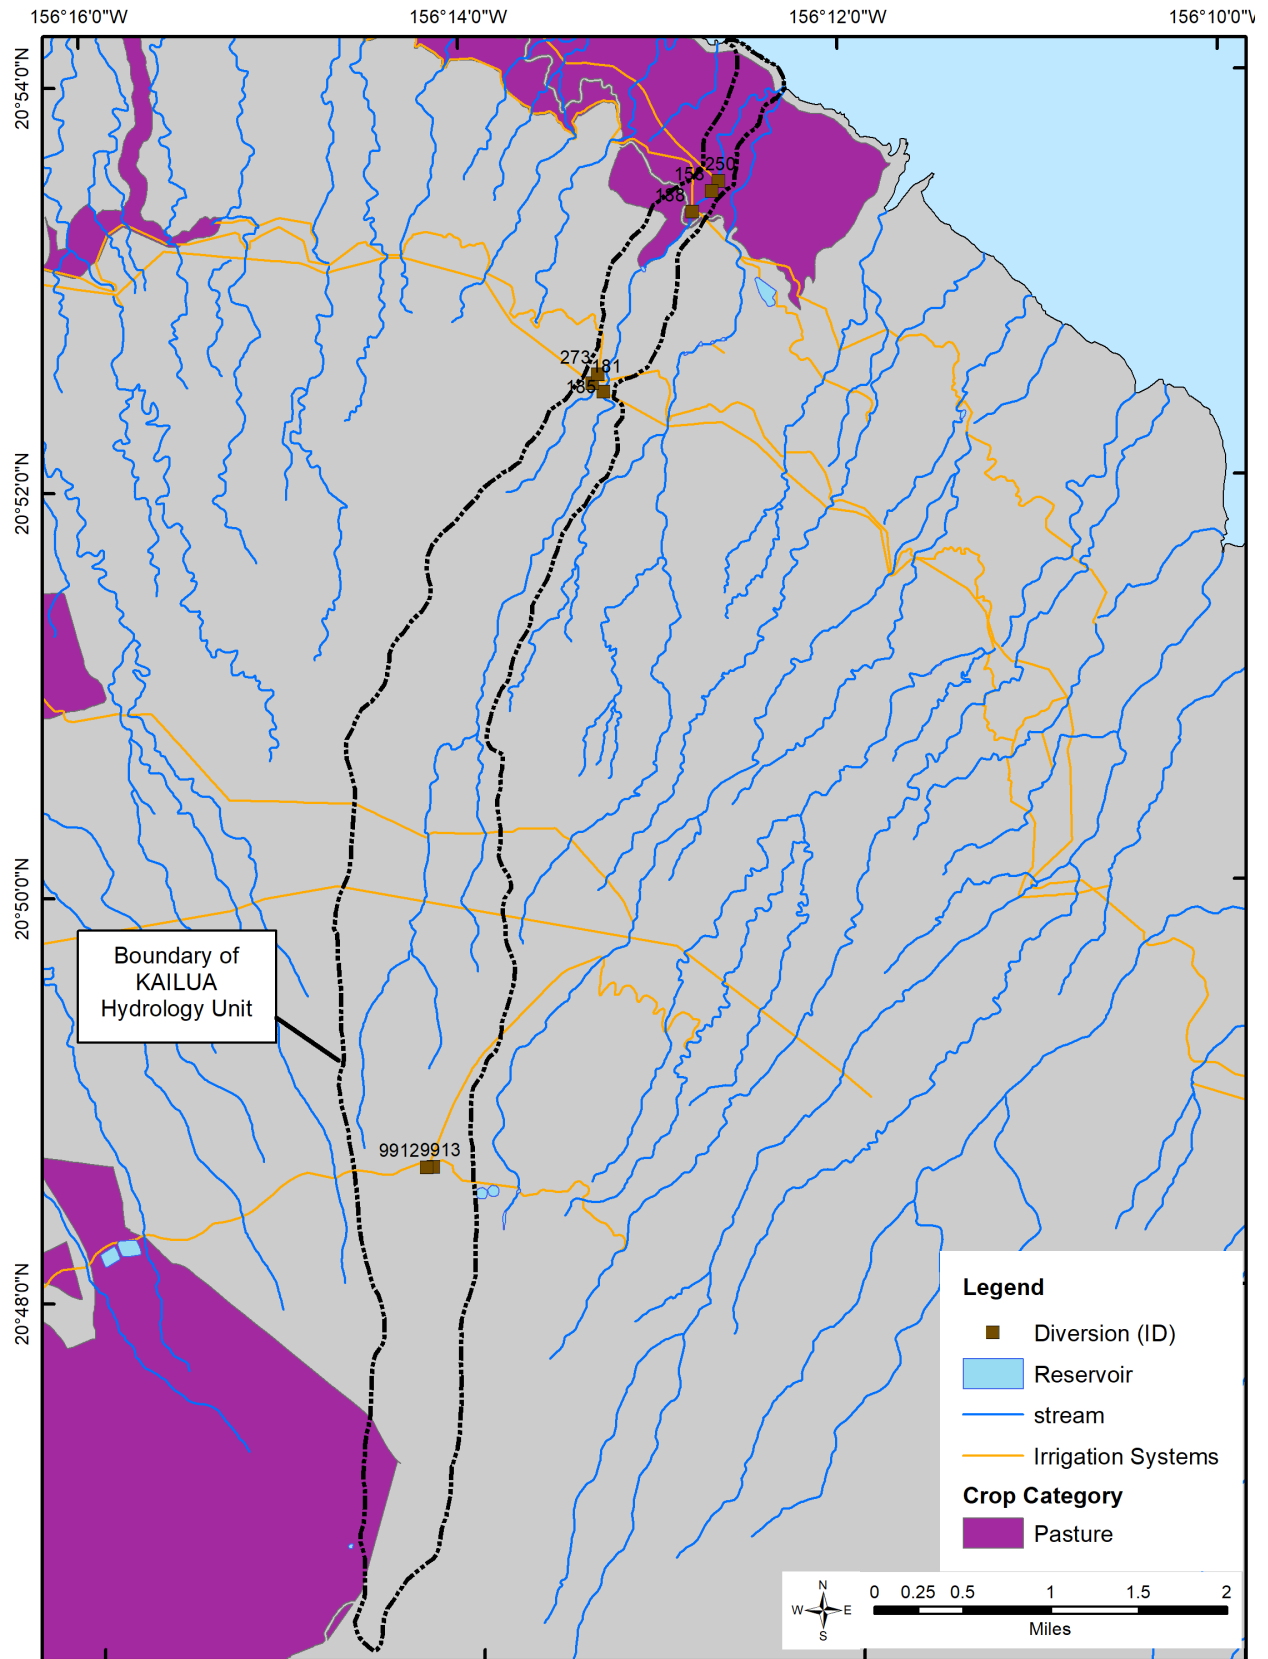 156°16'0"W
156°14'0"W
156°12'0"W
156°10'0"W
20°54'0"N
20°52'0"N
20°50'0"N
20°48'0"N
250
188
273
181
185
99129913
Boundary of
KAILUA
Hydrology Unit
Legend
Diversion (ID)
Reservoir
stream
Irrigation Systems
Crop Category
Pasture
N
W
E
S
0 0.25 0.5 1 1.5 2
Miles